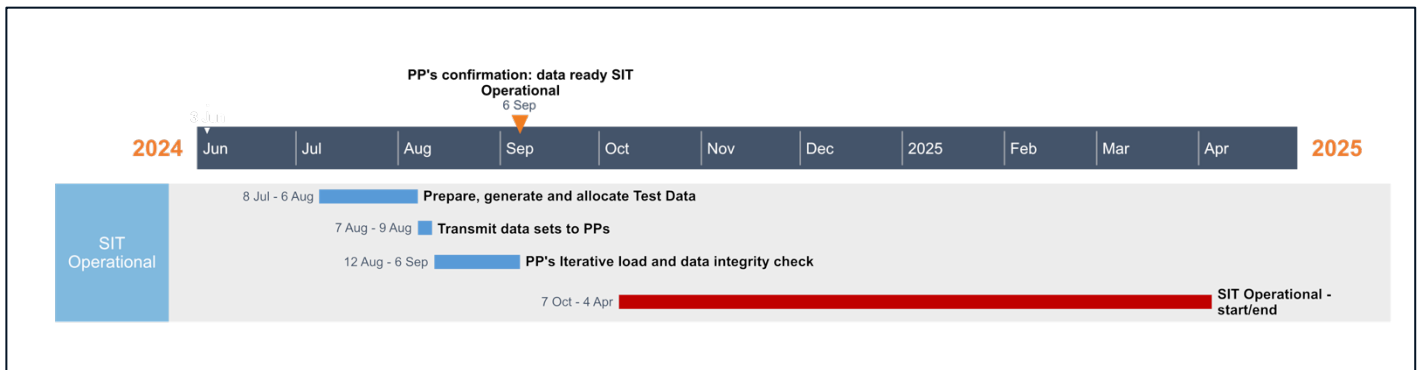 PP's confirmation: data ready SIT
Operational
6 Sep
3 Jun
2024
Jun
Jul
Aug
Sep
Oct
Nov
Dec
2025
Feb
Mar
Apr
2025
SIT
Operational
8 Jul - 6 Aug
Prepare, generate and allocate Test Data
7 Aug - 9 Aug
Transmit data sets to PPs
12 Aug - 6 Sep
PP's Iterative load and data integrity check
7 Oct - 4 Apr
SIT Operational -
start/end